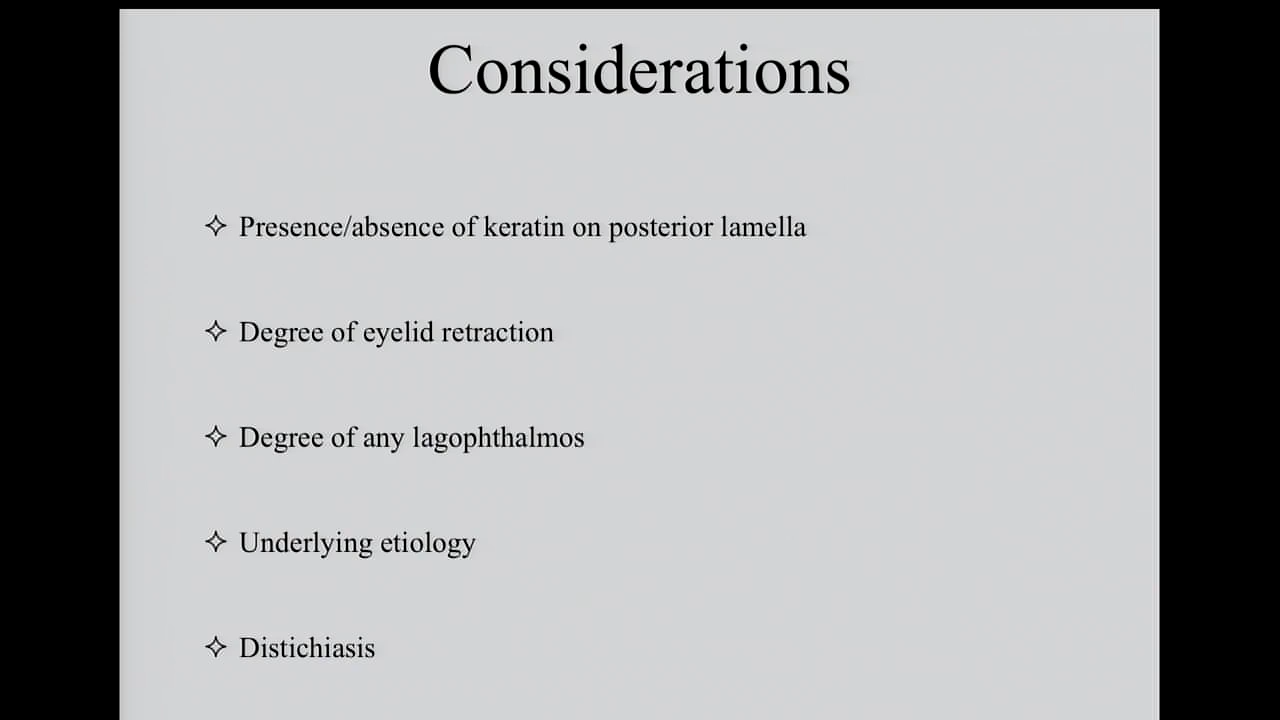 Considerations
✧ Presence/absence of keratin on posterior lamella
✧ Degree of eyelid retraction
✧ Degree of any lagophthalmos
✧ Underlying etiology
✧ Distichiasis